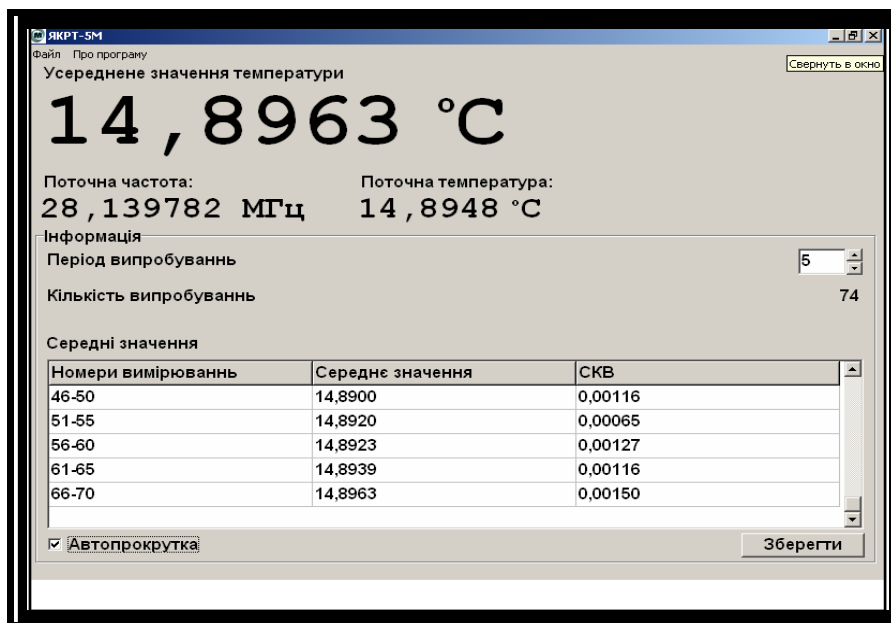 ЯКРТ-5М
Файл Про програму
Свернуть в окно
Усереднене значення температури
14,8963 °C
Поточна частота: Поточна температура:
28,139782 МГц 14,8948 °C
Інформація
Період випробуваннь 5
Кількість випробуваннь 74
Середні значення
Номери вимірюваннь Середнє значення СКВ
46-50 14,8900 0,00116
51-55 14,8920 0,00065
56-60 14,8923 0,00127
61-65 14,8939 0,00116
66-70 14,8963 0,00150
Автопрокрутка Зберегти